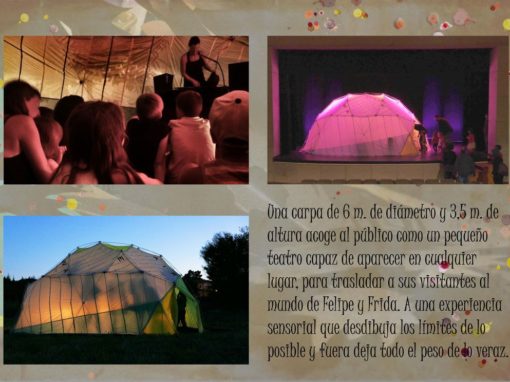 Una carpa de 6 m. de diámetro y 3,5 m. de
altura acoge al público como un pequeño
teatro capaz de aparecer en cualquier
lugar, para trasladar a sus visitantes al
mundo de Felipe y Frida. A una experiencia
sensorial que desdibuja los límites de lo
posible y fuera deja todo el peso de lo veraz.